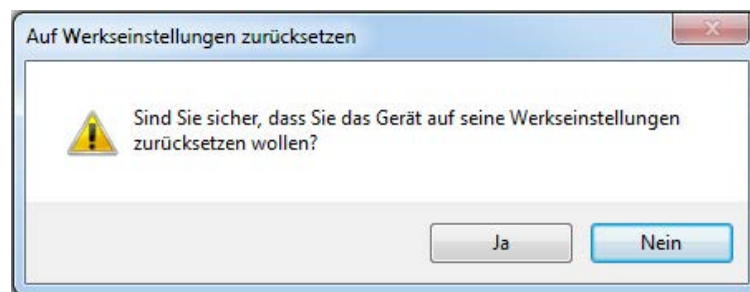 Auf Werkseinstellungen zurücksetzen
Sind Sie sicher, dass Sie das Gerät auf seine Werkseinstellungen
zurücksetzen wollen?
Ja
Nein